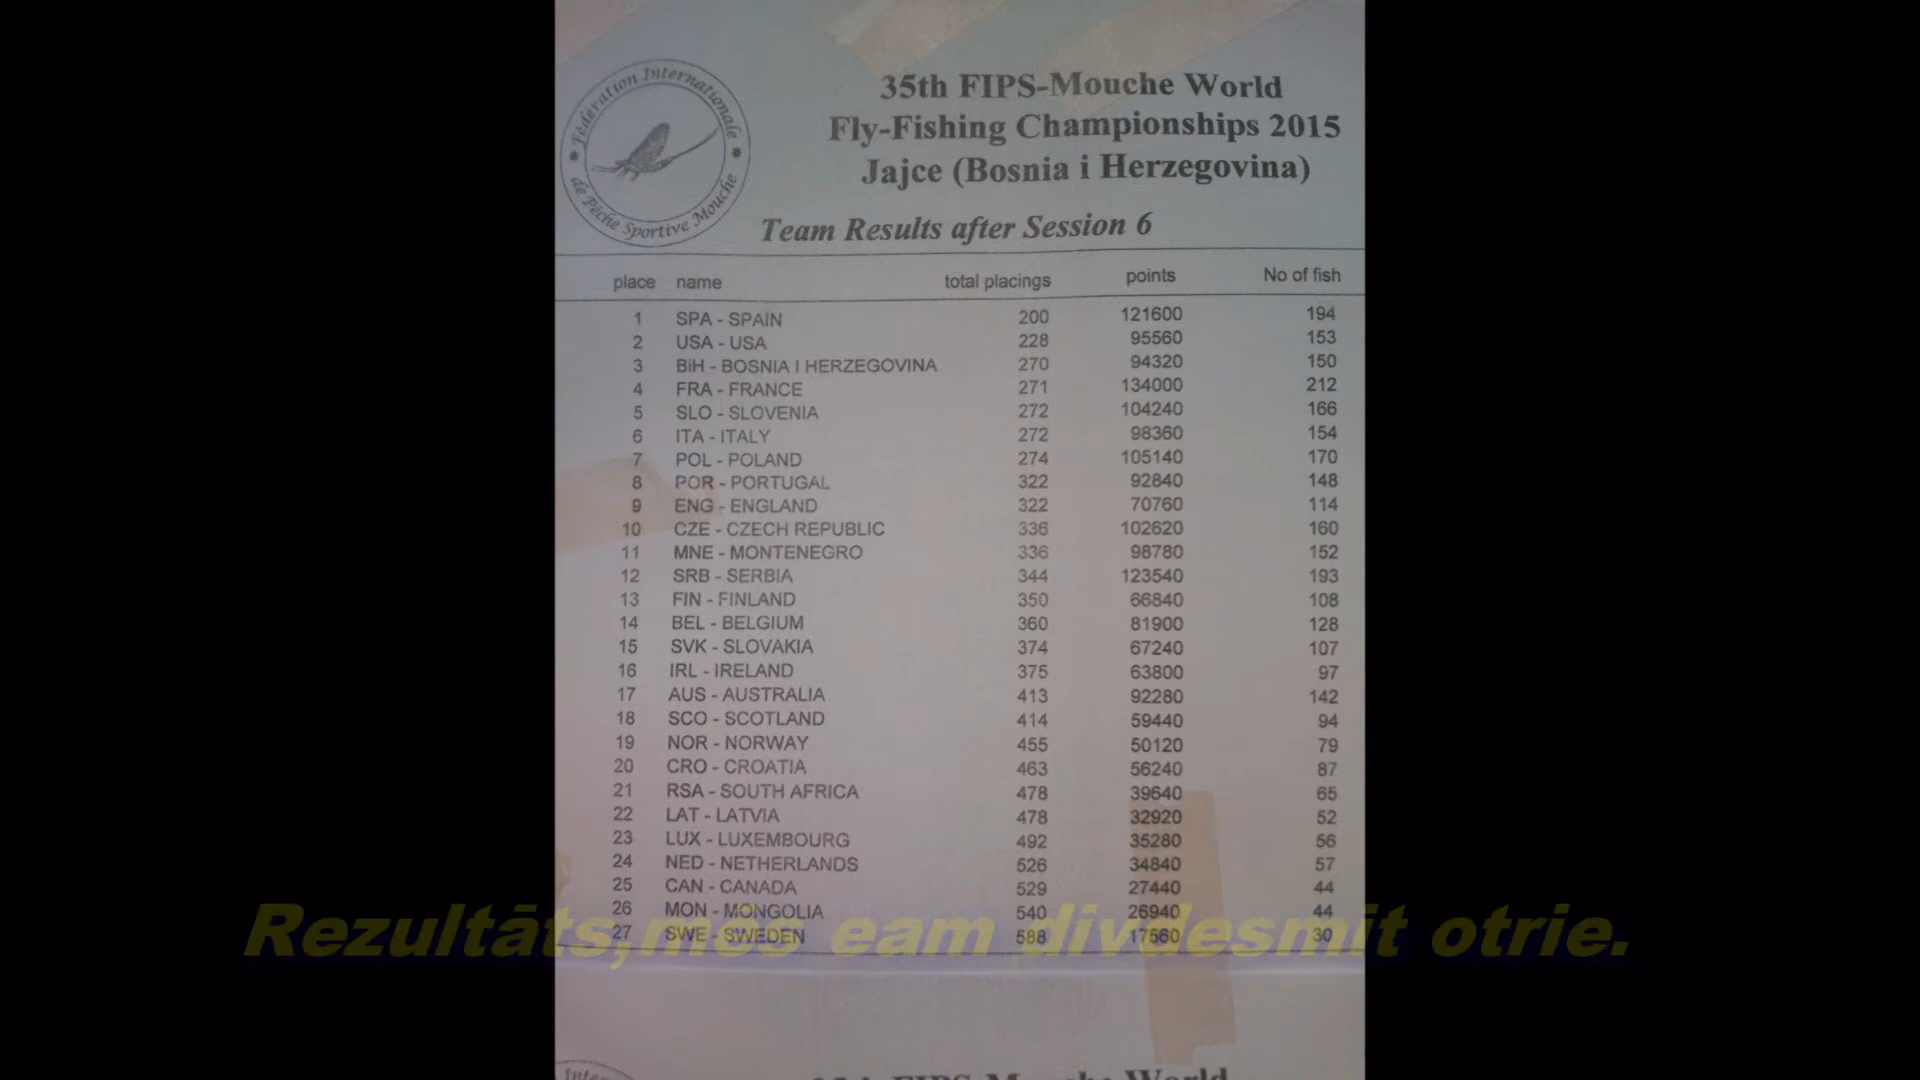 Fédération Internationale
de Pêche Sportive Mouche
35th FIPS-Mouche World
Fly-Fishing Championships 2015
Jajce (Bosnia i Herzegovina)
Team Results after Session 6
place name total placings points No of fish
1 SPA - SPAIN 200 121600 194
2 USA - USA 228 95560 153
3 BiH - BOSNIA I HERZEGOVINA 270 94320 150
4 FRA - FRANCE 271 134000 212
5 SLO - SLOVENIA 272 104240 166
6 ITA - ITALY 272 98360 154
7 POL - POLAND 274 105140 170
8 POR - PORTUGAL 322 92840 148
9 ENG - ENGLAND 322 70760 114
10 CZE - CZECH REPUBLIC 336 102620 160
11 MNE - MONTENEGRO 336 98780 152
12 SRB - SERBIA 344 123540 193
13 FIN - FINLAND 350 66840 108
14 BEL - BELGIUM 360 81900 128
15 SVK - SLOVAKIA 374 67240 107
16 IRL - IRELAND 375 63800 97
17 AUS - AUSTRALIA 413 92280 142
18 SCO - SCOTLAND 414 59440 94
19 NOR - NORWAY 455 50120 79
20 CRO - CROATIA 463 56240 87
21 RSA - SOUTH AFRICA 478 39640 65
22 LAT - LATVIA 478 32920 52
23 LUX - LUXEMBOURG 492 35280 56
24 NED - NETHERLANDS 526 34840 57
25 CAN - CANADA 529 27440 44
26 MON - MONGOLIA 540 26940 44
27 SWE - SWEDEN 588 17560 30
Rezultāts,mēs eam divdesmit otrie.